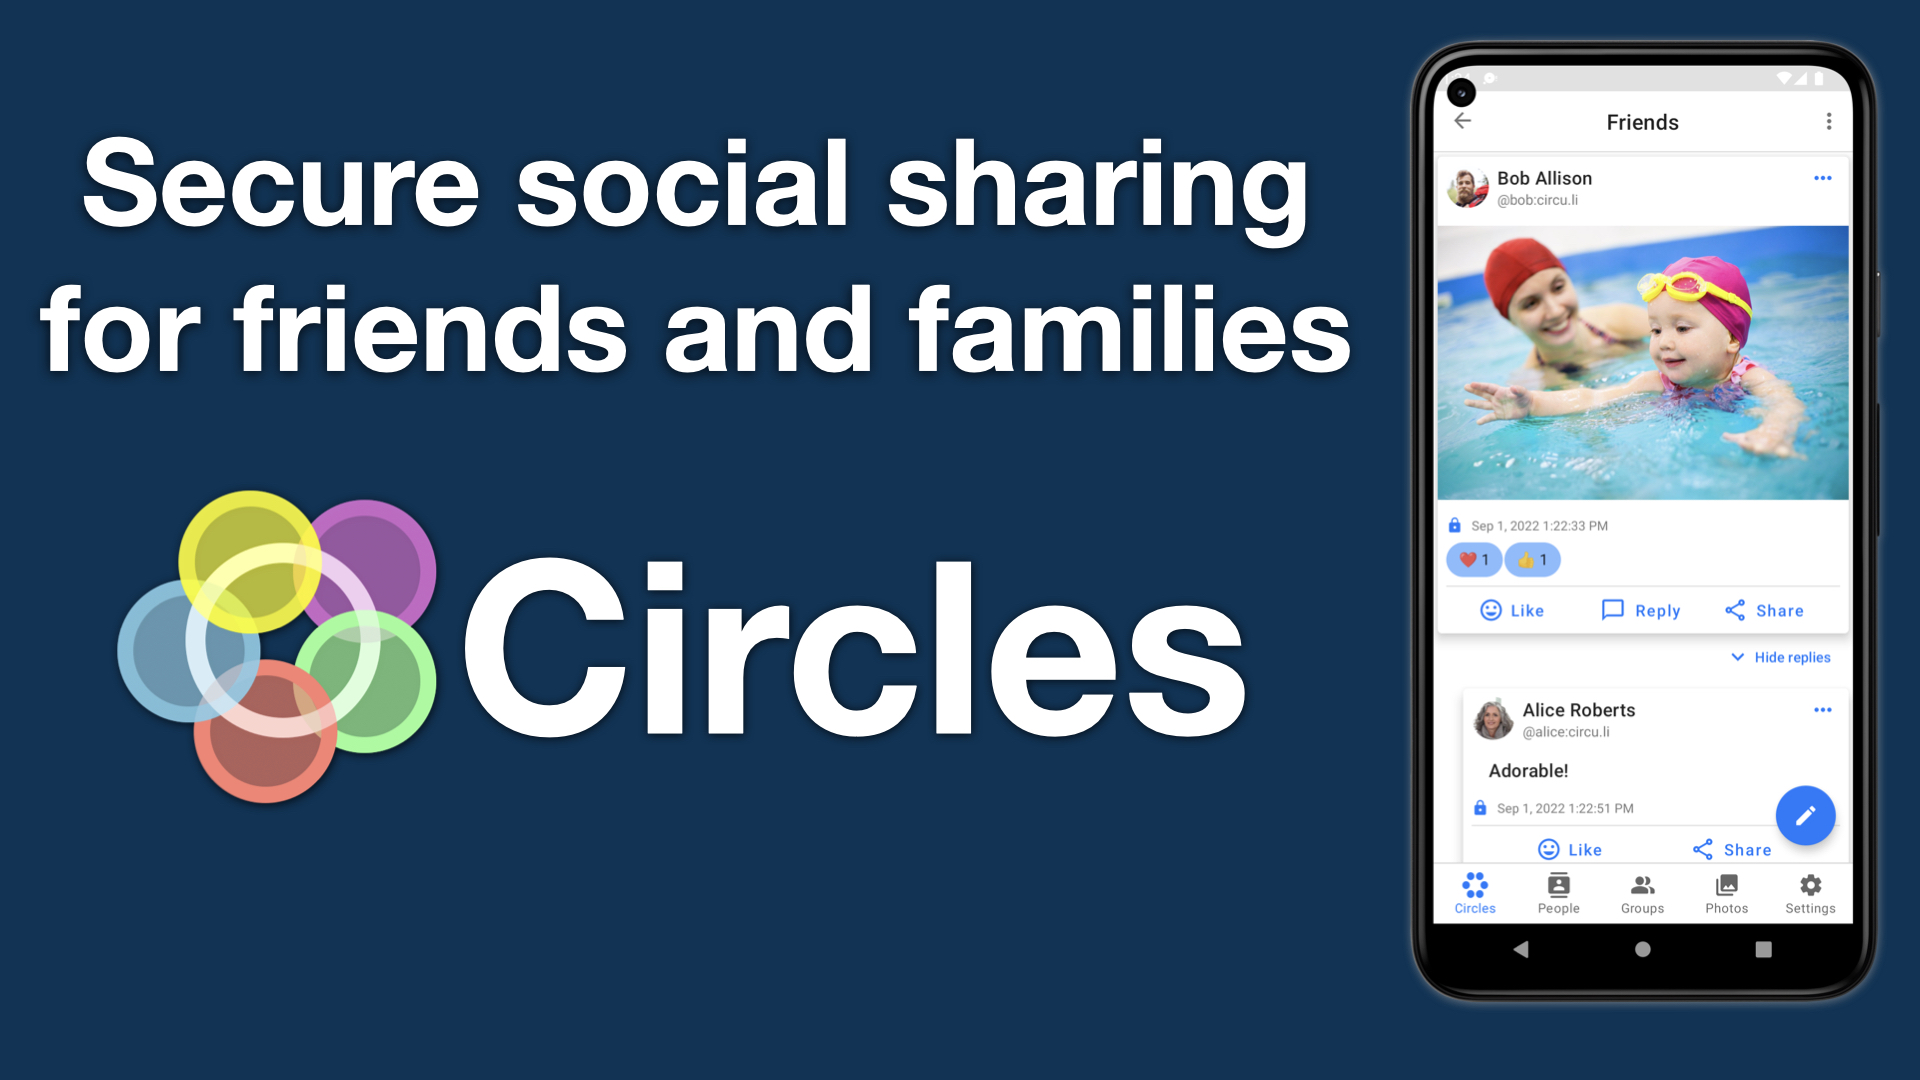 Secure social sharing
for friends and families
Circles
Friends
Bob Allison
@bob:circu.li
Sep 1, 2022 1:22:33 PM
❤️ 1 👍 1
Like Reply Share
Hide replies
Alice Roberts
@alice:circu.li
Adorable!
Sep 1, 2022 1:22:51 PM
Like Share
Circles People Groups Photos Settings